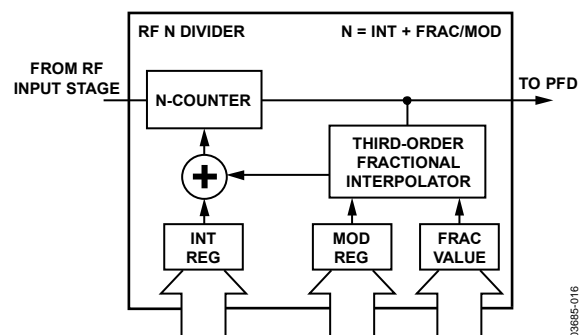 RF N DIVIDER
N = INT + FRAC/MOD
FROM RF
INPUT STAGE
TO PFD
N-COUNTER
THIRD-ORDER
FRACTIONAL
INTERPOLATOR
+
INT
REG
MOD
REG
FRAC
VALUE
03685-016